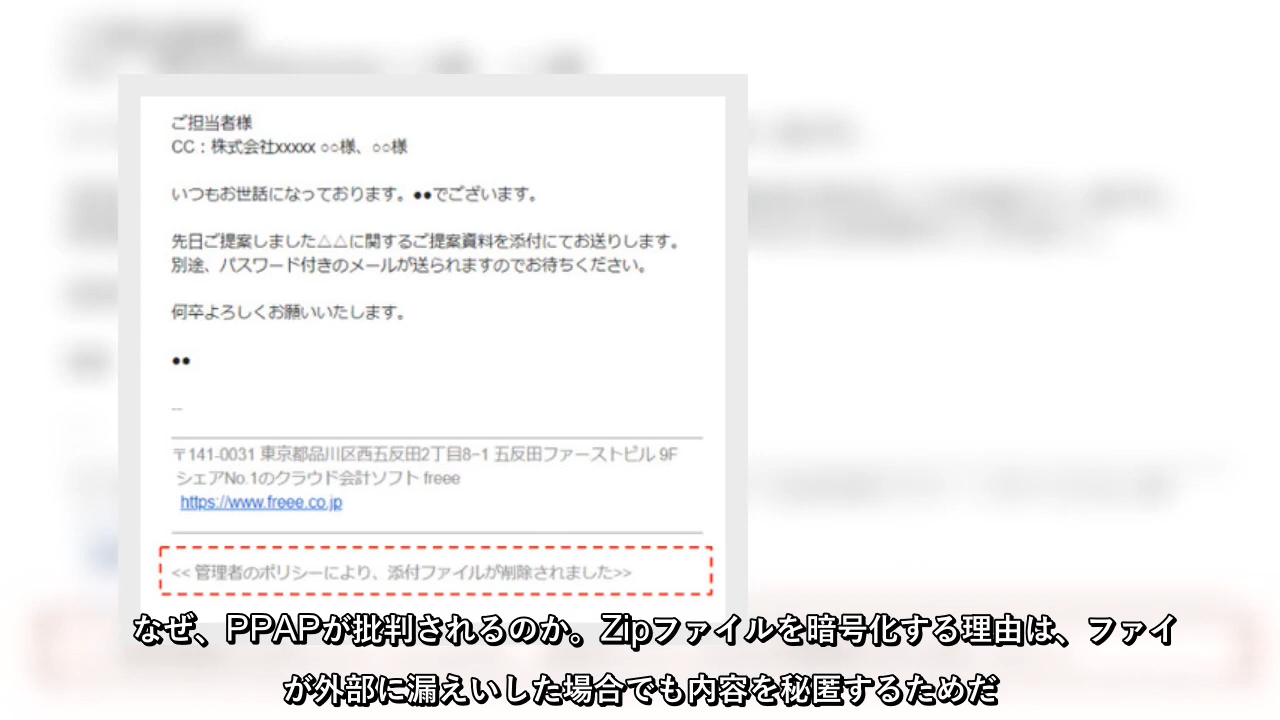 ご担当者様
CC：株式会社xxxxx ○○様、○○様
いつもお世話になっております。●●でございます。
先日ご提案しました△△に関するご提案資料を添付にてお送りします。
別途、パスワード付きのメールが送られますのでお待ちください。
何卒よろしくお願いいたします。
●●
--
〒141-0031 東京都品川区西五反田2丁目8−1 五反田ファーストビル 9F
シェアNo.1のクラウド会計ソフト freee
https://www.freee.co.jp
<< 管理者のポリシーにより、添付ファイルが削除されました>>
なぜ、PPAPが批判されるのか。Zipファイルを暗号化する理由は、ファイ
が外部に漏えいした場合でも内容を秘匿するためだ